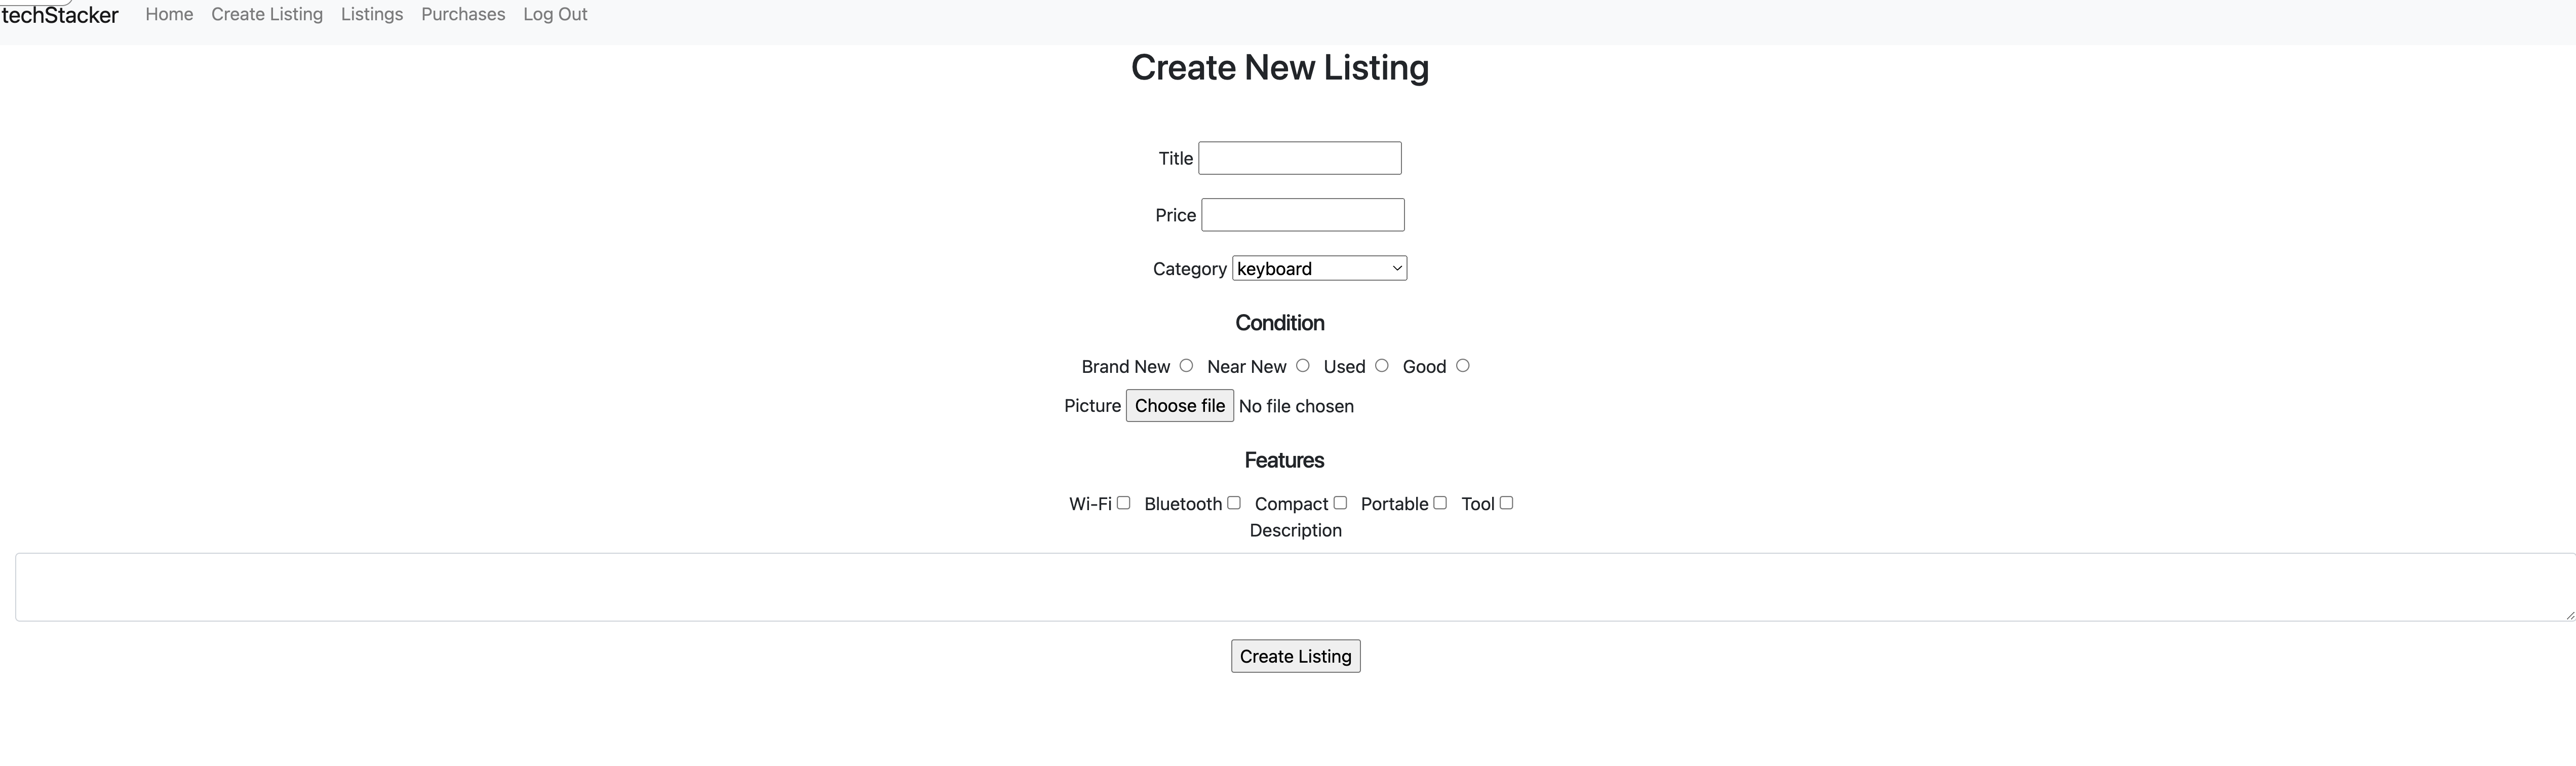 techStacker Home Create Listing Listings Purchases Log Out
Create New Listing
Title
Price
Category keyboard
Condition
Brand New Near New Used Good
Picture Choose file No file chosen
Features
Wi-Fi Bluetooth Compact Portable Tool
Description
Create Listing